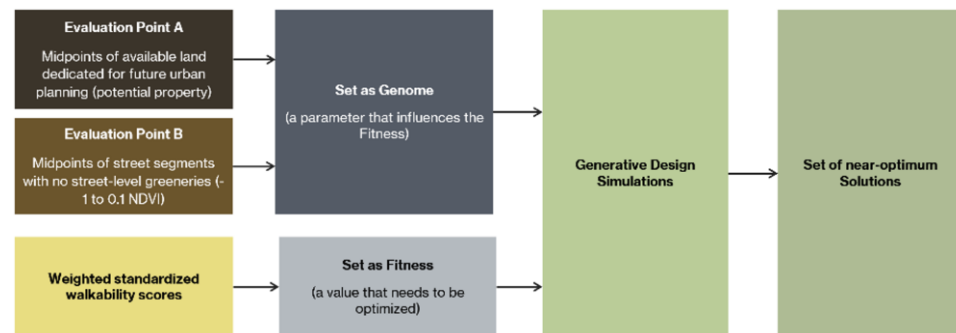 Evaluation Point A
Midpoints of available land
dedicated for future urban
planning (potential property)
Evaluation Point B
Midpoints of street segments
with no street-level greeneries (-
1 to 0.1 NDVI)
Weighted standardized
walkability scores
Set as Genome
(a parameter that influences the
Fitness)
Set as Fitness
(a value that needs to be
optimized)
Generative Design
Simulations
Set of near-optimum
Solutions